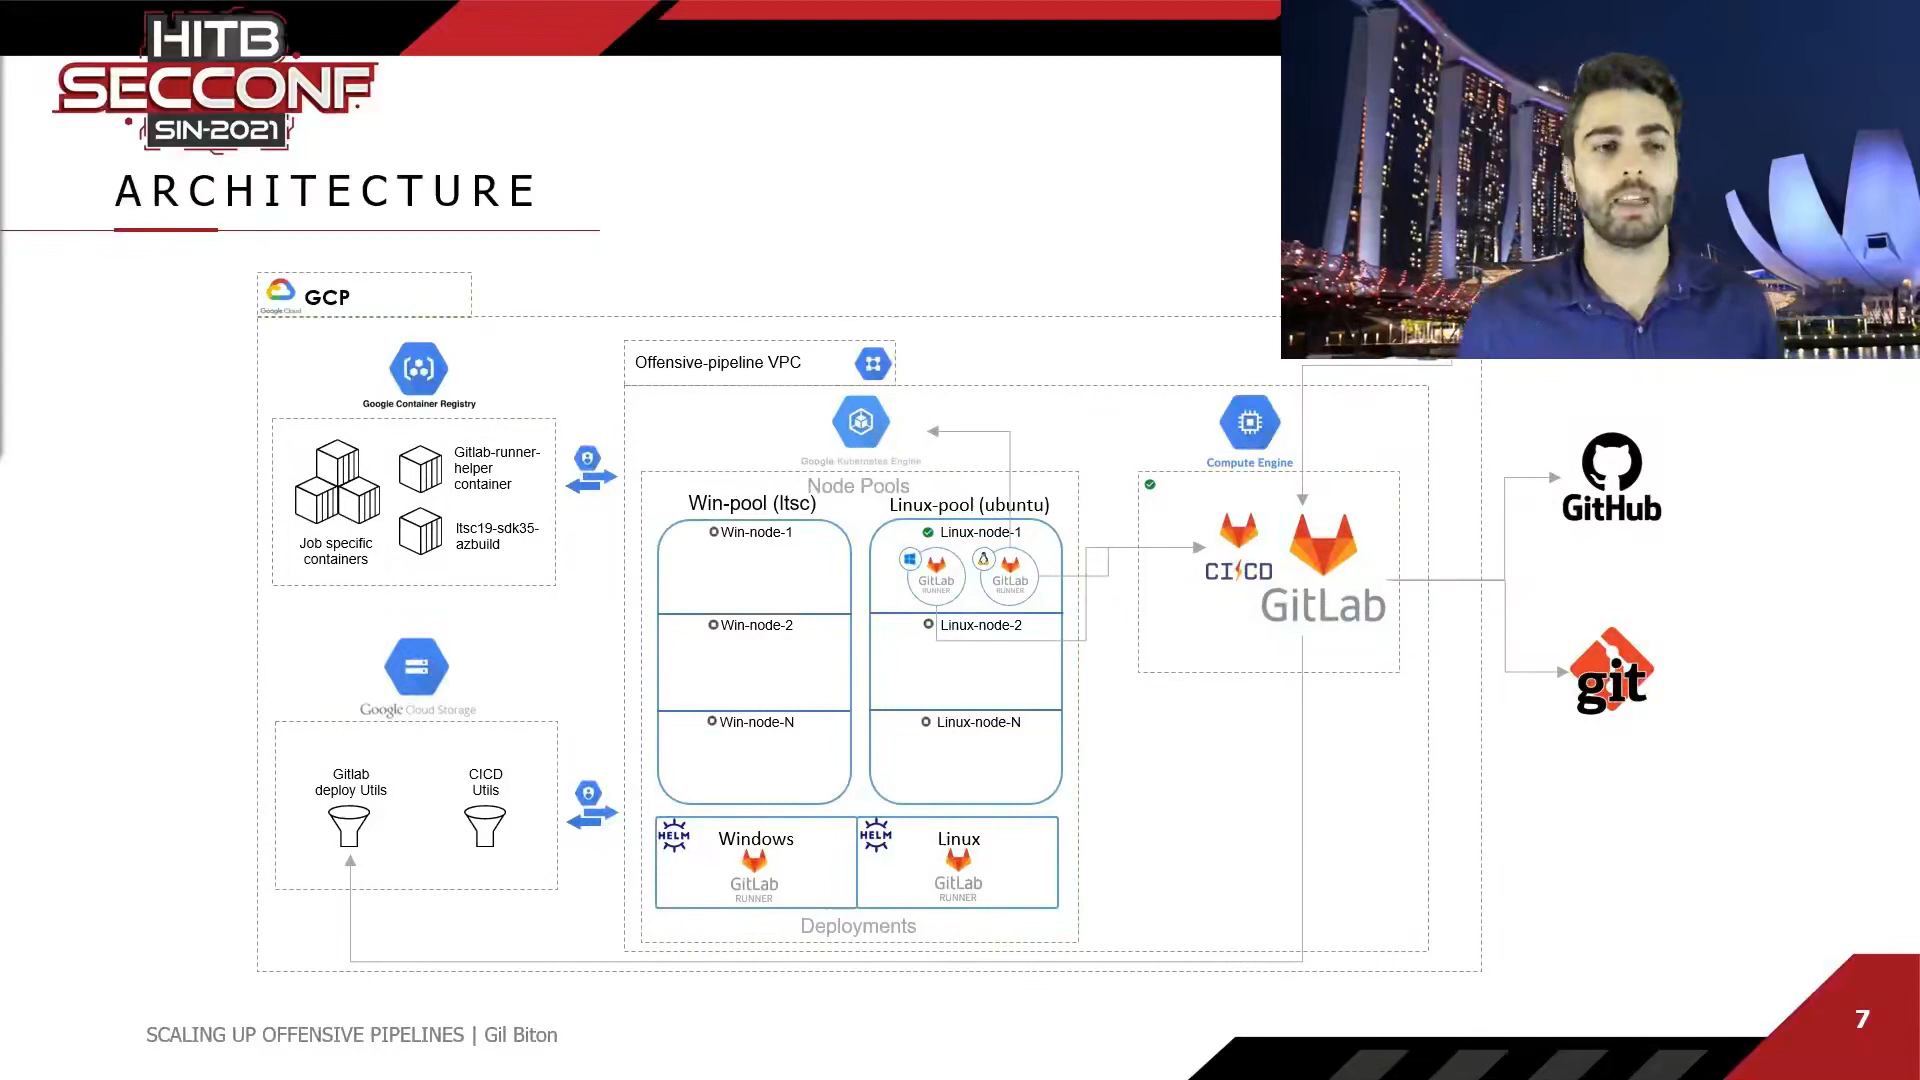 HITB
SECCONF
SIN-2021
ARCHITECTURE
Google Cloud
GCP
Google Container Registry
Gitlab-runner-
helper
container
ltsc19-sdk35-
azbuild
Job specific
containers
Google Cloud Storage
Gitlab
deploy Utils
CICD
Utils
Offensive-pipeline VPC
Google Kubernetes Engine
Node Pools
Win-pool (ltsc)
Win-node-1
Win-node-2
Win-node-N
Linux-pool (ubuntu)
Linux-node-1
GitLab
RUNNER
GitLab
RUNNER
Linux-node-2
Linux-node-N
HELM
Windows
GitLab
RUNNER
HELM
Linux
GitLab
RUNNER
Deployments
Compute Engine
CI/CD
GitLab
GitHub
git
SCALING UP OFFENSIVE PIPELINES | Gil Biton
7